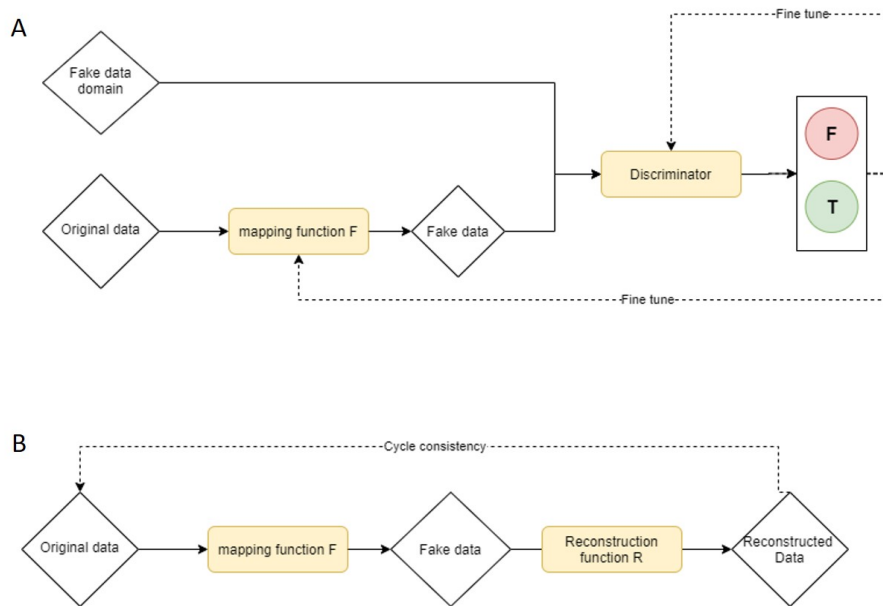 A
Fine tune
Fake data
domain
F
Discriminator
T
Original data
mapping function F
Fake data
Fine tune
B
Cycle consistency
Original data
mapping function F
Fake data
Reconstruction
function R
Reconstructed
Data